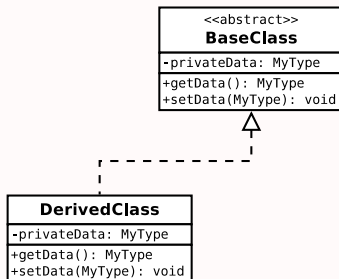 <<abstract>>
BaseClass
-privateData: MyType
+getData(): MyType
+setData(MyType): void
DerivedClass
-privateData: MyType
+getData(): MyType
+setData(MyType): void